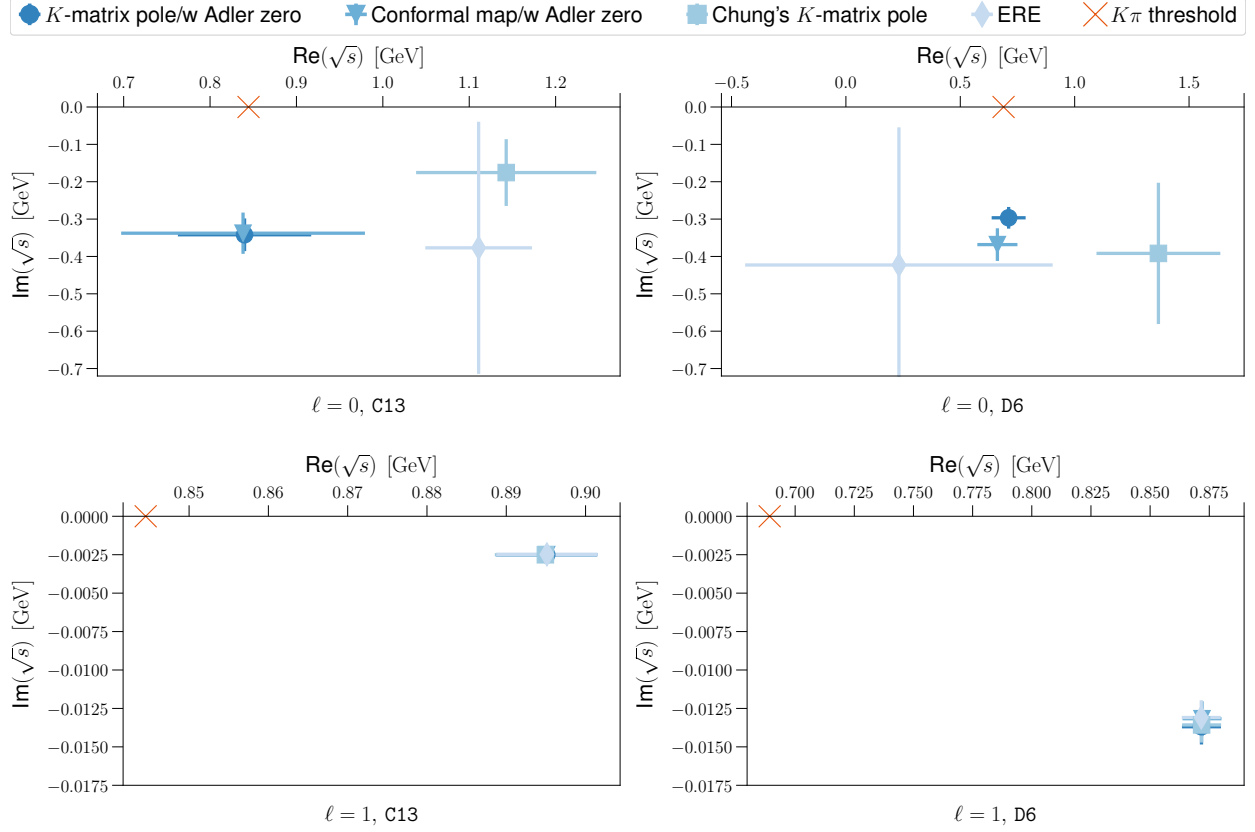 K-matrix pole/w Adler zero Conformal map/w Adler zero Chung's K-matrix pole ERE Kπ threshold
Re(√s) [GeV]
0.7 0.8 0.9 1.0 1.1 1.2
Im(√s) [GeV]
0.0
−0.1
−0.2
−0.3
−0.4
−0.5
−0.6
−0.7
ℓ = 0, C13
Re(√s) [GeV]
−0.5 0.0 0.5 1.0 1.5
Im(√s) [GeV]
0.0
−0.1
−0.2
−0.3
−0.4
−0.5
−0.6
−0.7
ℓ = 0, D6
Re(√s) [GeV]
0.85 0.86 0.87 0.88 0.89 0.90
Im(√s) [GeV]
0.0000
−0.0025
−0.0050
−0.0075
−0.0100
−0.0125
−0.0150
−0.0175
ℓ = 1, C13
Re(√s) [GeV]
0.700 0.725 0.750 0.775 0.800 0.825 0.850 0.875
Im(√s) [GeV]
0.0000
−0.0025
−0.0050
−0.0075
−0.0100
−0.0125
−0.0150
−0.0175
ℓ = 1, D6